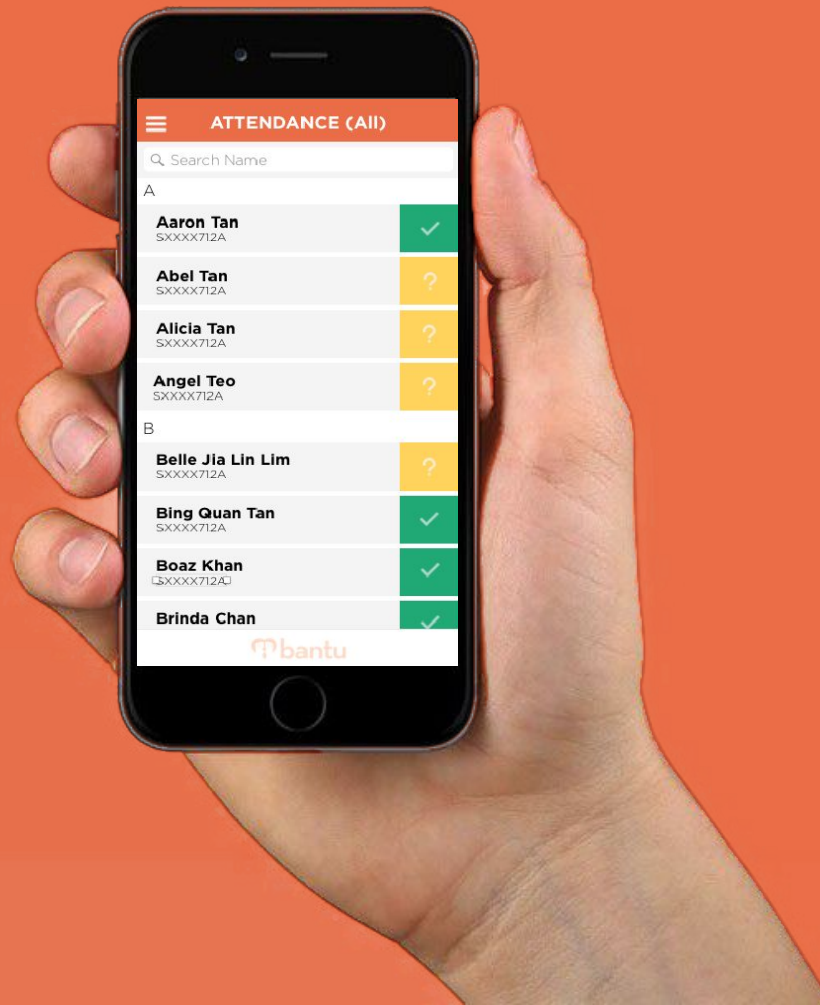 ATTENDANCE (All)
Search Name
A
Aaron Tan
SXXXX712A
Abel Tan
SXXXX712A
Alicia Tan
SXXXX712A
Angel Teo
SXXXX712A
B
Belle Jia Lin Lim
SXXXX712A
Bing Quan Tan
SXXXX712A
Boaz Khan
SXXXX712A
Brinda Chan
bantu